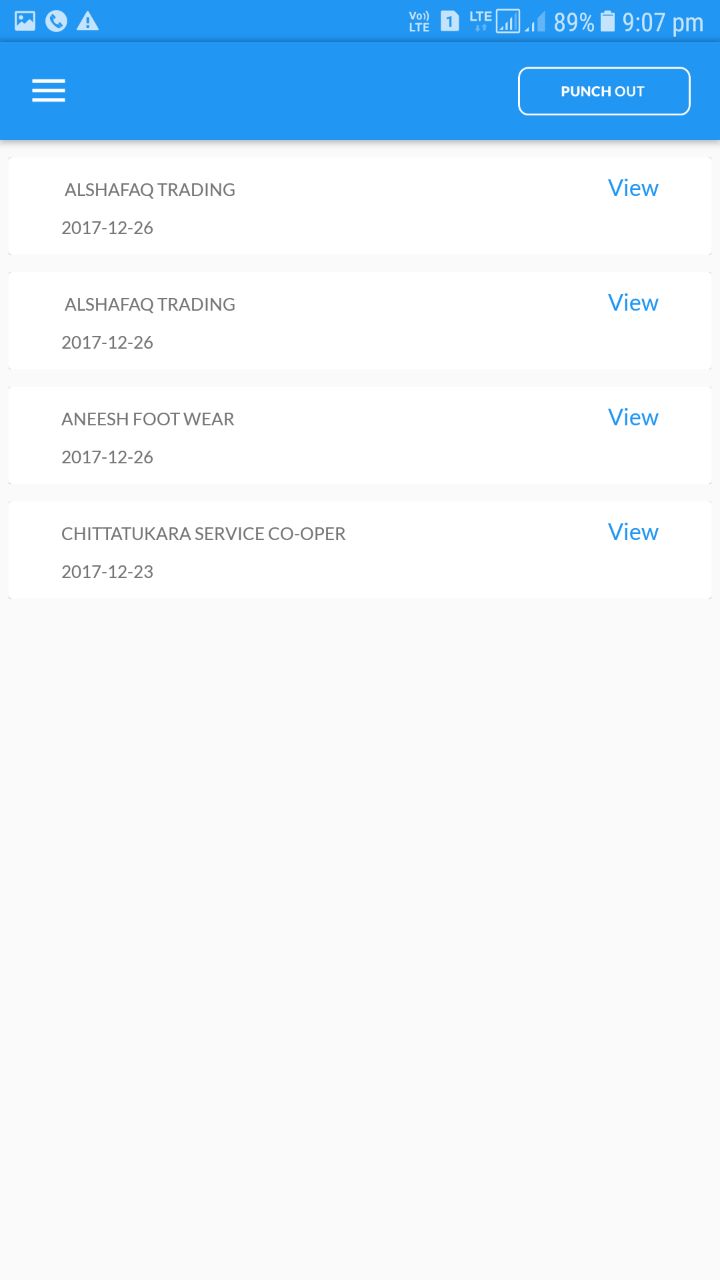 Vo)) LTE 1 LTE 89% 9:07 pm
PUNCH OUT
ALSHAFAQ TRADING View
2017-12-26
ALSHAFAQ TRADING View
2017-12-26
ANEESH FOOT WEAR View
2017-12-26
CHITTATUKARA SERVICE CO-OPER View
2017-12-23